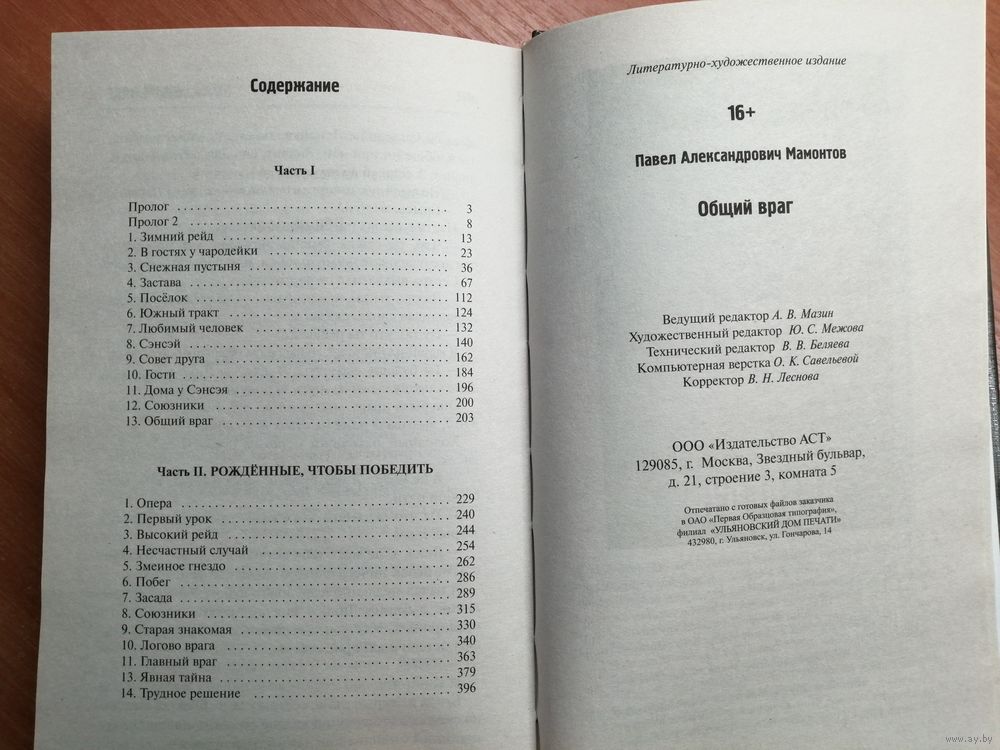 Содержание
Часть I
Пролог 3
Пролог 2 8
1. Зимний рейд 13
2. В гостях у чародейки 23
3. Снежная пустыня 36
4. Застава 67
5. Посёлок 112
6. Южный тракт 124
7. Любимый человек 132
8. Сэнсэй 140
9. Совет друга 162
10. Гости 184
11. Дома у Сэнсэя 196
12. Союзники 200
13. Общий враг 203
Часть II. РОЖДЁННЫЕ, ЧТОБЫ ПОБЕДИТЬ
1. Опера 229
2. Первый урок 240
3. Высокий рейд 244
4. Несчастный случай 254
5. Змеиное гнездо 262
6. Побег 286
7. Засада 289
8. Союзники 315
9. Старая знакомая 330
10. Логово врага 340
11. Главный враг 363
13. Явная тайна 379
14. Трудное решение 396
Литературно-художественное издание
16+
Павел Александрович Мамонтов
Общий враг
Ведущий редактор А. В. Мазин
Художественный редактор Ю. С. Межова
Технический редактор В. В. Беляева
Компьютерная верстка О. К. Савельевой
Корректор В. Н. Леснова
ООО «Издательство АСТ»
129085, г. Москва, Звездный бульвар,
д. 21, строение 3, комната 5
Отпечатано с готовых файлов заказчика
в ОАО «Первая Образцовая типография»,
филиал «УЛЬЯНОВСКИЙ ДОМ ПЕЧАТИ»
432980, г. Ульяновск, ул. Гончарова, 14
www.ay.by